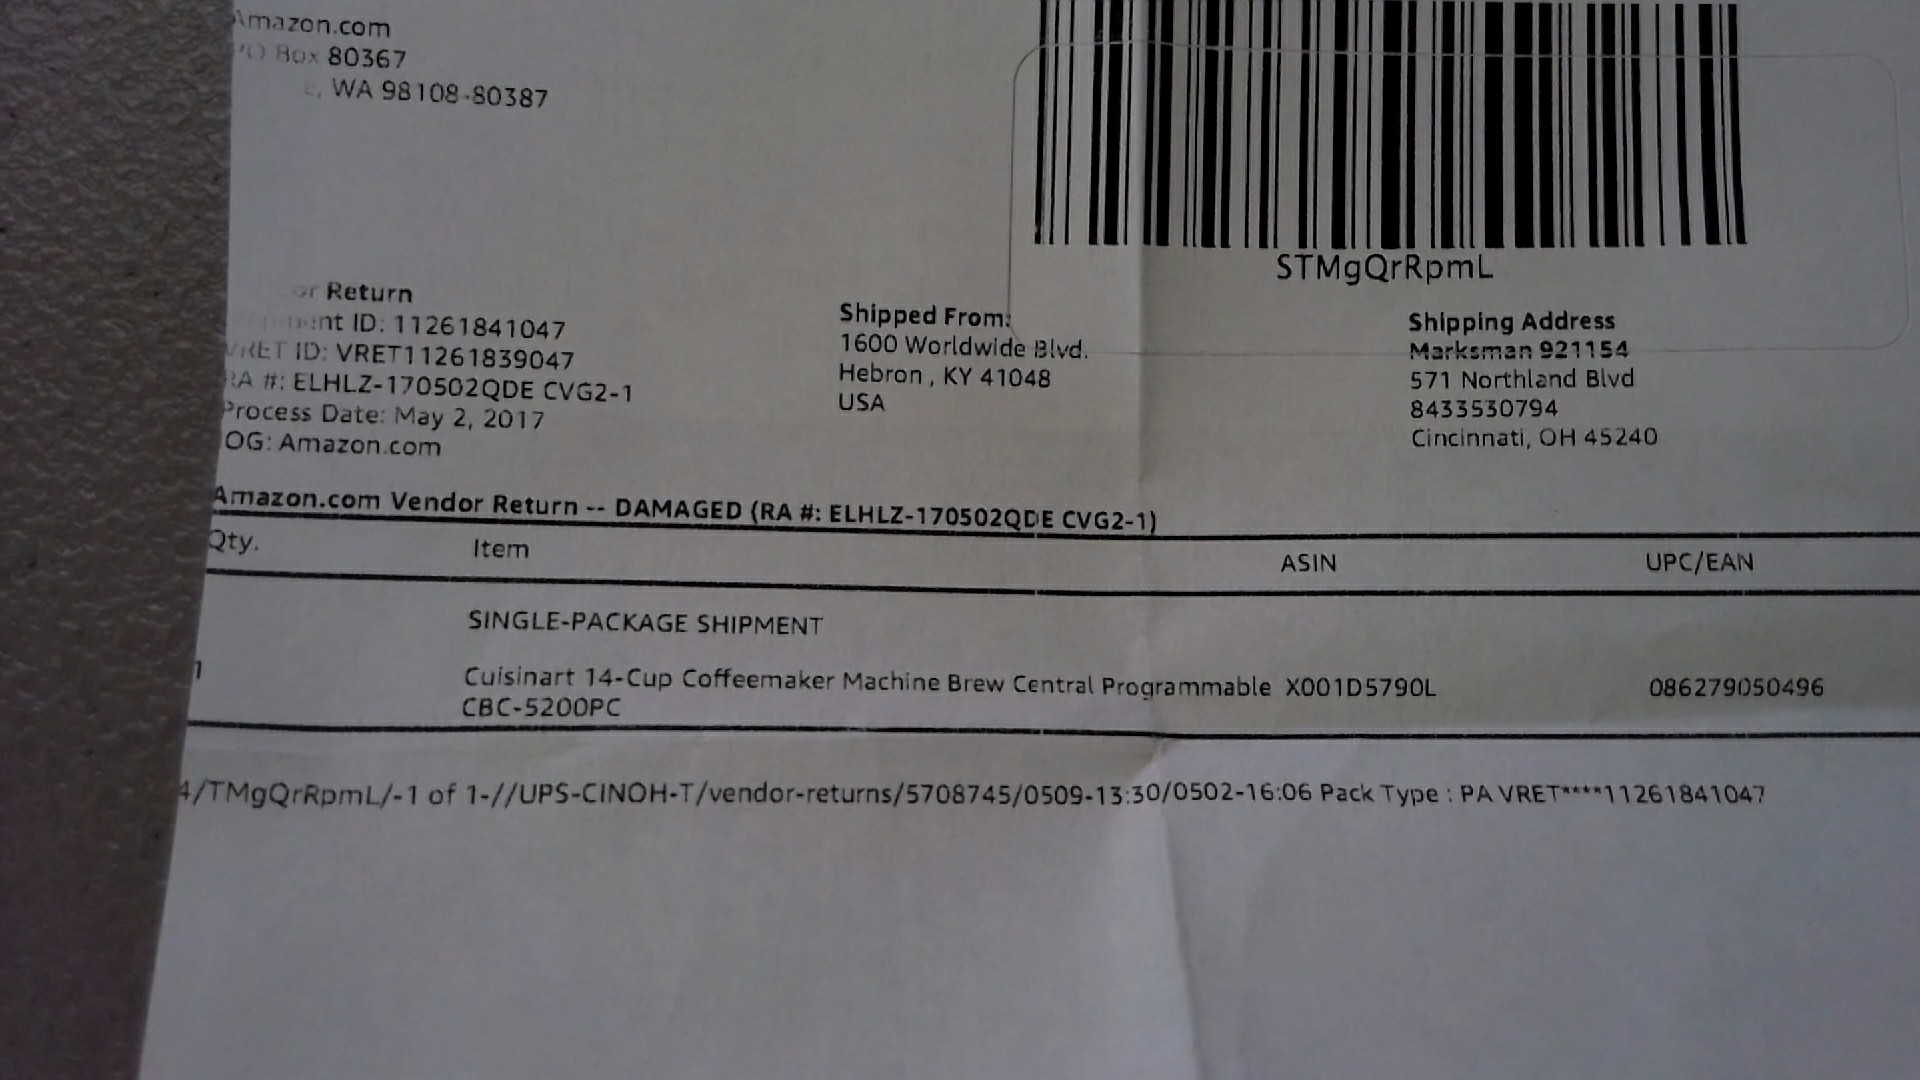 Amazon.com
PO Box 80367
WA 98108-80387
STMgQrRpmL
Return
ID: 11261841047
VRET ID: VRET11261839047
RA #: ELHLZ-170502QDE CVG2-1
Process Date: May 2, 2017
OG: Amazon.com
Shipped From:
1600 Worldwide Blvd.
Hebron , KY 41048
USA
Shipping Address
Marksman 921154
571 Northland Blvd
8433530794
Cincinnati, OH 45240
Amazon.com Vendor Return -- DAMAGED (RA #: ELHLZ-170502QDE CVG2-1)
Qty. Item ASIN UPC/EAN
SINGLE-PACKAGE SHIPMENT
1 Cuisinart 14-Cup Coffeemaker Machine Brew Central Programmable X001D5790L 086279050496
CBC-5200PC
4/TMgQrRpmL/-1 of 1-//UPS-CINOH-T/vendor-returns/5708745/0509-13:30/0502-16:06 Pack Type : PA VRET****11261841047